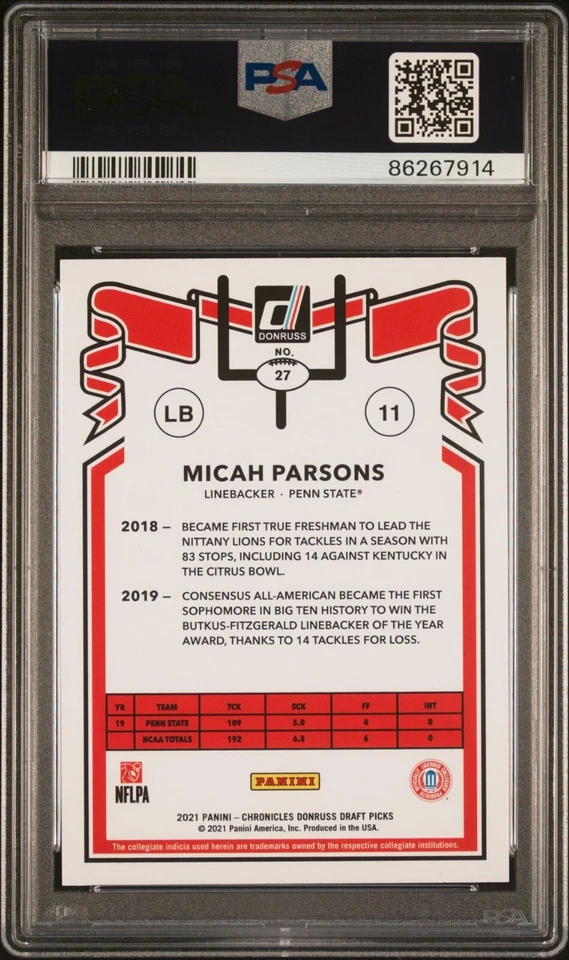 PSA
86267914
DONRUSS
NO.
27
LB
11
MICAH PARSONS
LINEBACKER · PENN STATE®
2018 – BECAME FIRST TRUE FRESHMAN TO LEAD THE
NITTANY LIONS FOR TACKLES IN A SEASON WITH
83 STOPS, INCLUDING 14 AGAINST KENTUCKY IN
THE CITRUS BOWL.
2019 – CONSENSUS ALL-AMERICAN BECAME THE FIRST
SOPHOMORE IN BIG TEN HISTORY TO WIN THE
BUTKUS-FITZGERALD LINEBACKER OF THE YEAR
AWARD, THANKS TO 14 TACKLES FOR LOSS.
YR TEAM TCK SCK FF INT
19 PENN STATE 109 5.0 4 0
NCAA TOTALS 192 6.5 6 0
NFLPA
PANINI
2021 PANINI – CHRONICLES DONRUSS DRAFT PICKS
© 2021 Panini America, Inc. Produced in the USA.
The collegiate indicia used herein are trademarks owned by the respective collegiate institutions.
PSA